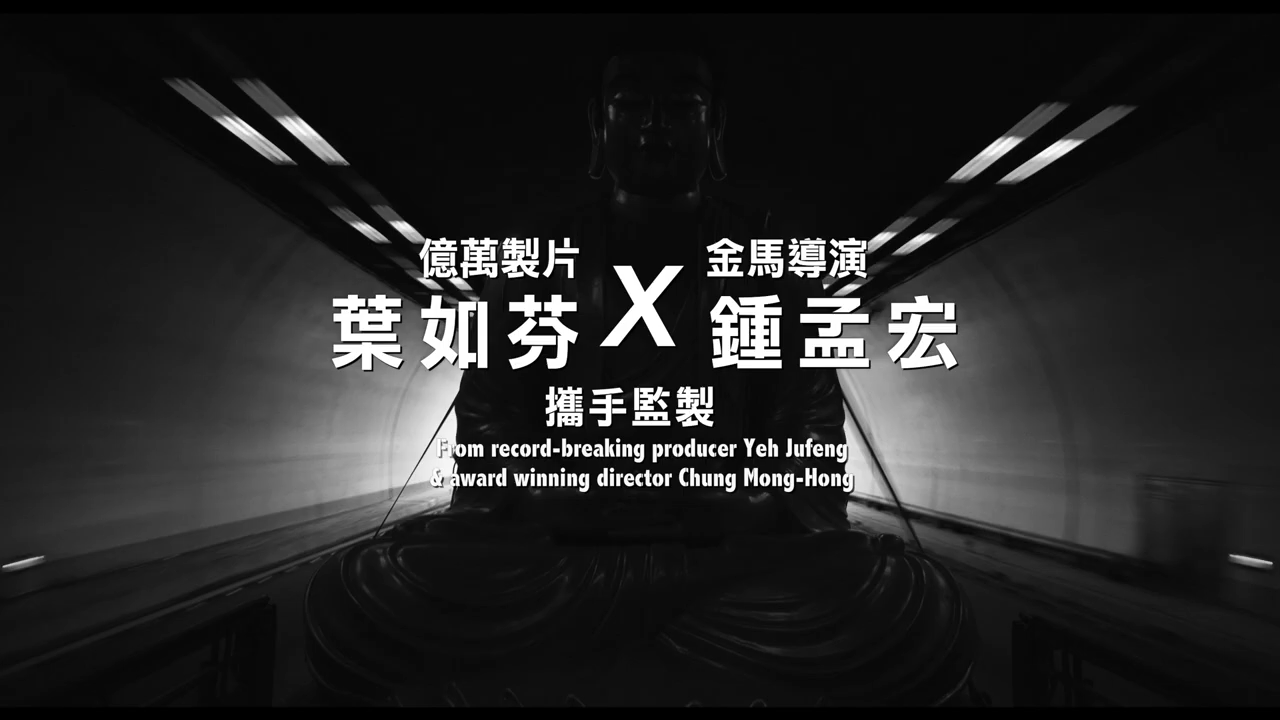 億萬製片 X 金馬導演
葉如芬 鍾孟宏
攜手監製
From record-breaking producer Yeh Jufeng
& award winning director Chung Mong-Hong